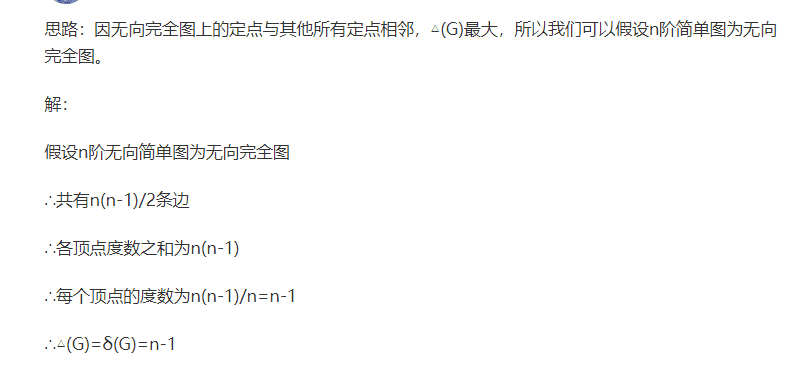 思路：因无向完全图上的定点与其他所有定点相邻，△(G)最大，所以我们可以假设n阶简单图为无向
完全图。
解：
假设n阶无向简单图为无向完全图
∴共有n(n-1)/2条边
∴各顶点度数之和为n(n-1)
∴每个顶点的度数为n(n-1)/n=n-1
∴△(G)=δ(G)=n-1